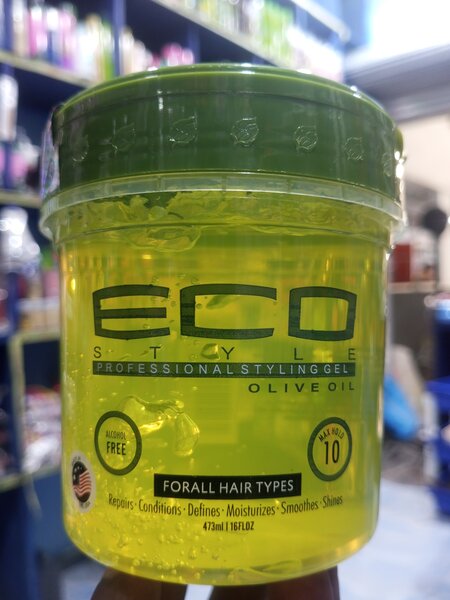 ECO
STYLE
PROFESSIONAL STYLING GEL
OLIVE OIL
ALCOHOL
FREE
MAX HOLD
10
FORALL HAIR TYPES
Repairs · Conditions · Defines · Moisturizes · Smoothes · Shines
473ml | 16FLOZ